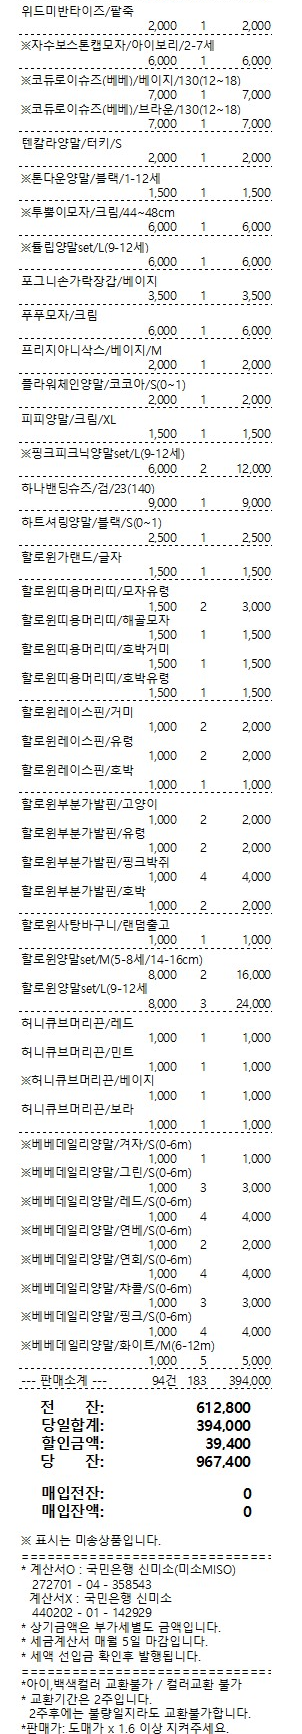 위드미반타이즈/팥죽
2,000 1 2,000
※자수보스톤캡모자/아이보리/2-7세
6,000 1 6,000
※코듀로이슈즈(베베)/베이지/130(12~18)
7,000 1 7,000
※코듀로이슈즈(베베)/브라운/130(12~18)
7,000 1 7,000
텐칼라양말/터키/S
2,000 1 2,000
※톤다운양말/블랙/1-12세
1,500 1 1,500
※투뿔이모자/크림/44~48cm
6,000 1 6,000
※튤립양말set/L(9-12세)
6,000 1 6,000
포그니손가락장갑/베이지
3,500 1 3,500
푸푸모자/크림
6,000 1 6,000
프리지아니삭스/베이지/M
2,000 1 2,000
플라워체인양말/코코아/S(0~1)
2,000 1 2,000
피피양말/크림/XL
1,500 1 1,500
※핑크피크닉양말set/L(9-12세)
6,000 2 12,000
하나밴딩슈즈/검/23(140)
9,000 1 9,000
하트셔링양말/블랙/S(0~1)
2,500 1 2,500
할로윈가랜드/글자
1,500 1 1,500
할로윈띠용머리띠/모자유령
1,500 2 3,000
할로윈띠용머리띠/해골모자
1,500 1 1,500
할로윈띠용머리띠/호박거미
1,500 1 1,500
할로윈띠용머리띠/호박유령
1,500 1 1,500
할로윈레이스핀/거미
1,000 2 2,000
할로윈레이스핀/유령
1,000 2 2,000
할로윈레이스핀/호박
1,000 1 1,000
할로윈부분가발핀/고양이
1,000 2 2,000
할로윈부분가발핀/유령
1,000 2 2,000
할로윈부분가발핀/핑크박쥐
1,000 4 4,000
할로윈부분가발핀/호박
1,000 2 2,000
할로윈사탕바구니/랜덤출고
1,000 1 1,000
할로윈양말set/M(5-8세/14-16cm)
8,000 2 16,000
할로윈양말set/L(9-12세
8,000 3 24,000
허니큐브머리끈/레드
1,000 1 1,000
허니큐브머리끈/민트
1,000 1 1,000
※허니큐브머리끈/베이지
1,000 1 1,000
허니큐브머리끈/보라
1,000 1 1,000
※베베데일리양말/겨자/S(0-6m)
1,000 1 1,000
※베베데일리양말/그린/S(0-6m)
1,000 3 3,000
※베베데일리양말/레드/S(0-6m)
1,000 4 4,000
※베베데일리양말/연베/S(0-6m)
1,000 2 2,000
※베베데일리양말/연회/S(0-6m)
1,000 4 4,000
※베베데일리양말/챠콜/S(0-6m)
1,000 3 3,000
※베베데일리양말/핑크/S(0-6m)
1,000 4 4,000
※베베데일리양말/화이트/M(6-12m)
1,000 5 5,000
--- 판매소계 --- 94건 183 394,000
전 잔: 612,800
당일합계: 394,000
할인금액: 39,400
당 잔: 967,400
매입전잔: 0
매입잔액: 0
※ 표시는 미송상품입니다.
==============================
* 계산서O : 국민은행 신미소(미소MISO)
272701 - 04 - 358543
계산서X : 국민은행 신미소
440202 - 01 - 142929
* 상기금액은 부가세별도 금액입니다.
* 세금계산서 매월 5일 마감입니다.
* 세액 선입금 확인후 발행됩니다.
==============================
*아이,백색컬러 교환불가 / 컬러교환 불가
* 교환기간은 2주입니다.
2주후에는 불량일지라도 교환불가합니다.
*판매가: 도매가 x 1.6 이상 지켜주세요.